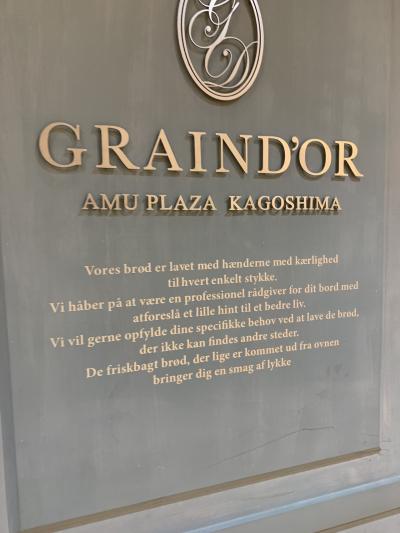 GD
GRAIND'OR
AMU PLAZA KAGOSHIMA
Vores brød er lavet med hænderne med kærlighed
til hvert enkelt stykke.
Vi håber på at være en professionel rådgiver for dit bord med
atforeslå et lille hint til et bedre liv.
Vi vil gerne opfylde dine specifikke behov ved at lave de brød,
der ikke kan findes andre steder.
De friskbagt brød, der lige er kommet ud fra ovnen
bringer dig en smag af lykke